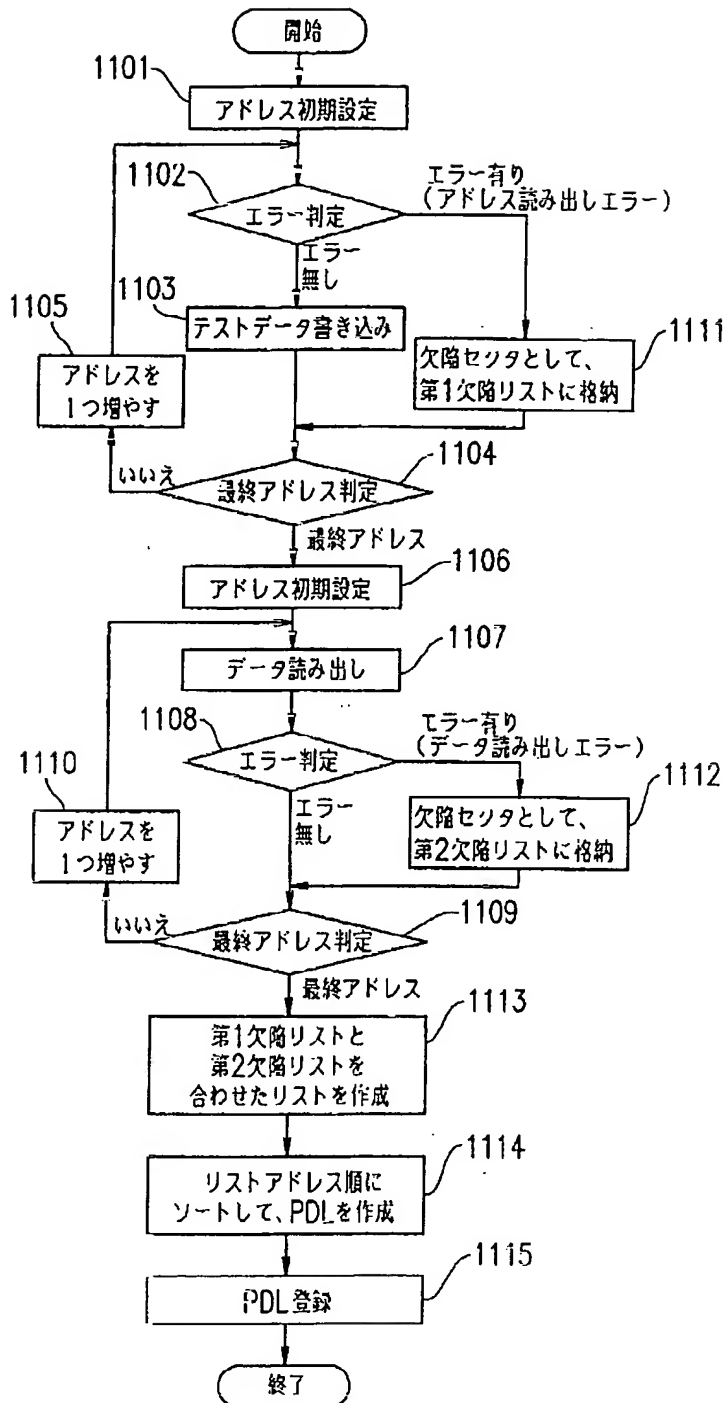 開始
1101
アドレス初期設定
1102
エラー判定
エラー有り
(アドレス読み出しエラー)
エラー
無し
1103
テストデータ書き込み
1105
アドレスを
1つ増やす
1111
欠陥セクタとして、
第1欠陥リストに格納
1104
いいえ
最終アドレス判定
最終アドレス
1106
アドレス初期設定
1107
データ読み出し
1108
エラー判定
エラー有り
(データ読み出しエラー)
エラー
無し
1110
アドレスを
1つ増やす
1112
欠陥セクタとして、
第2欠陥リストに格納
1109
いいえ
最終アドレス判定
最終アドレス
1113
第1欠陥リストと
第2欠陥リストを
合わせたリストを作成
1114
リストアドレス順に
ソートして、PDLを作成
1115
PDL登録
終了